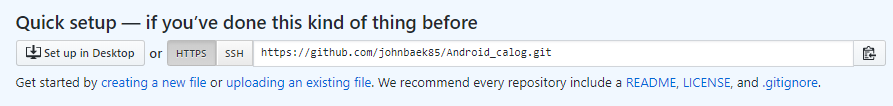 Quick setup — if you’ve done this kind of thing before
Set up in Desktop or HTTPS SSH https://github.com/johnbaek85/Android_calog.git
Get started by creating a new file or uploading an existing file. We recommend every repository include a README, LICENSE, and .gitignore.